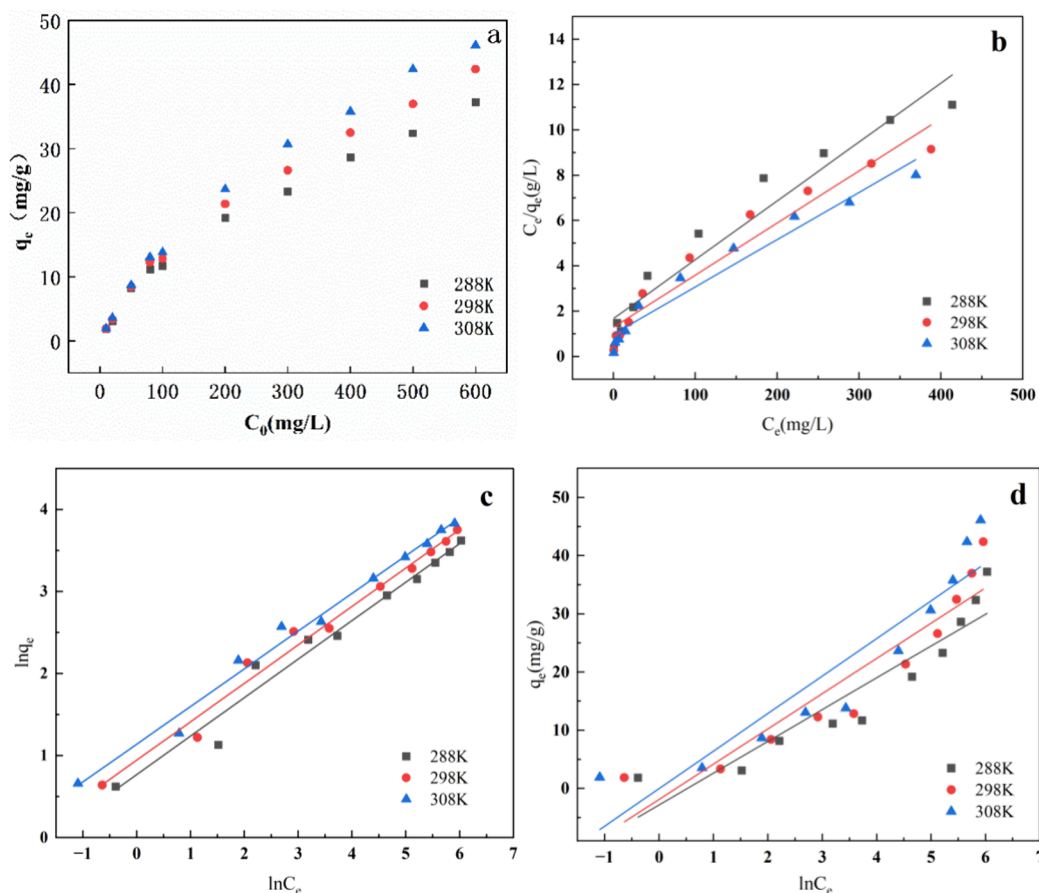 a
50
40
30
20
10
0
qe (mg/g)
288K
298K
308K
0 100 200 300 400 500 600
C0(mg/L)
b
14
12
10
8
6
4
2
0
Ce/qe(g/L)
288K
298K
308K
0 100 200 300 400 500
Ce(mg/L)
c
4
3
2
1
0
lnqe
288K
298K
308K
−1 0 1 2 3 4 5 6 7
lnCe
d
50
40
30
20
10
0
qe(mg/g)
288K
298K
308K
−1 0 1 2 3 4 5 6 7
lnCe